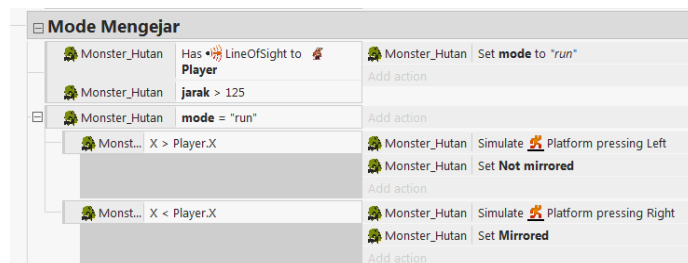 Mode Mengejar
Monster_Hutan Has LineOfSight to Player Monster_Hutan Set mode to "run"
Add action
Monster_Hutan jarak > 125
Monster_Hutan mode = "run" Add action
Monst... X > Player.X Monster_Hutan Simulate Platform pressing Left
Monster_Hutan Set Not mirrored
Add action
Monst... X < Player.X Monster_Hutan Simulate Platform pressing Right
Monster_Hutan Set Mirrored
Add action